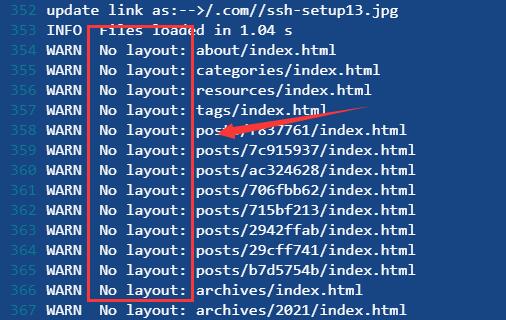 352 update link as:-->/.com//ssh-setup13.jpg
353 INFO Files loaded in 1.04 s
354 WARN No layout: about/index.html
355 WARN No layout: categories/index.html
356 WARN No layout: resources/index.html
357 WARN No layout: tags/index.html
358 WARN No layout: index.html
359 WARN No layout: posts/7c915937/index.html
360 WARN No layout: posts/ac324628/index.html
361 WARN No layout: posts/706fbb62/index.html
362 WARN No layout: posts/715bf213/index.html
363 WARN No layout: posts/2942ffab/index.html
364 WARN No layout: posts/29cff741/index.html
365 WARN No layout: posts/b7d5754b/index.html
366 WARN No layout: archives/index.html
367 WARN No layout: archives/2021/index.html